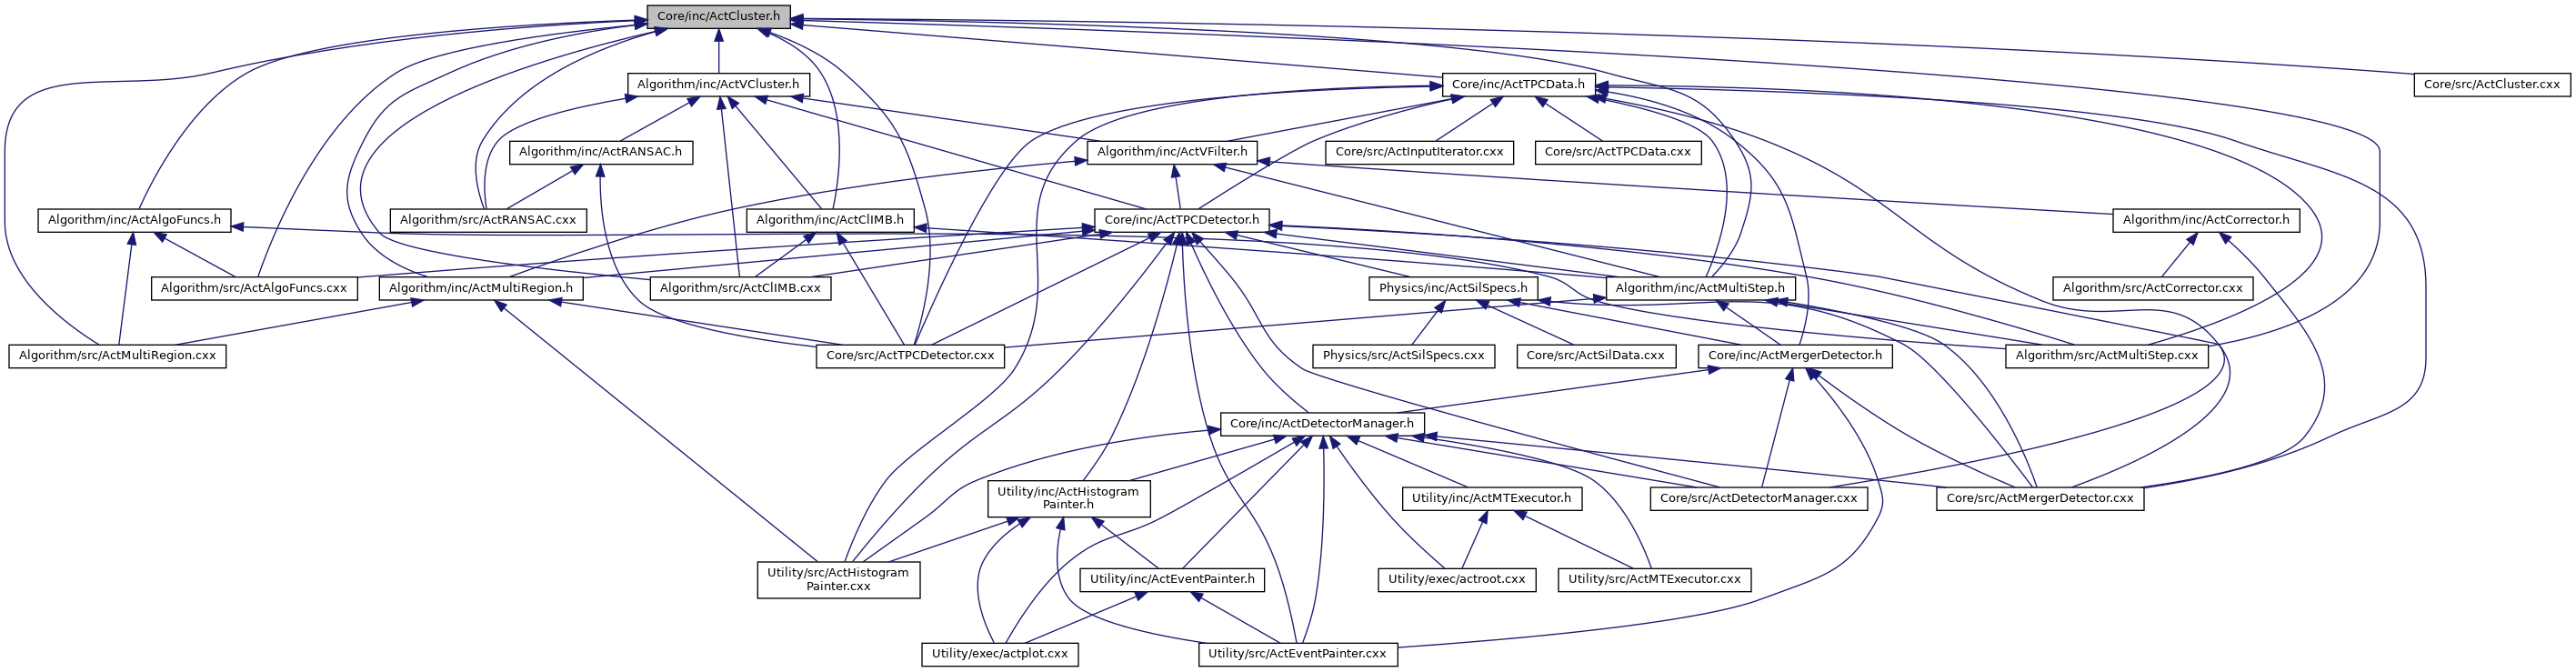 Core/inc/ActCluster.h
Algorithm/inc/ActVCluster.h
Core/inc/ActTPCData.h
Core/src/ActCluster.cxx
Algorithm/inc/ActRANSAC.h
Algorithm/inc/ActVFilter.h
Core/src/ActInputIterator.cxx
Core/src/ActTPCData.cxx
Algorithm/inc/ActAlgoFuncs.h
Algorithm/src/ActRANSAC.cxx
Algorithm/inc/ActClIMB.h
Core/inc/ActTPCDetector.h
Algorithm/inc/ActCorrector.h
Algorithm/src/ActAlgoFuncs.cxx
Algorithm/inc/ActMultiRegion.h
Algorithm/src/ActClIMB.cxx
Physics/inc/ActSilSpecs.h
Algorithm/inc/ActMultiStep.h
Algorithm/src/ActCorrector.cxx
Algorithm/src/ActMultiRegion.cxx
Core/src/ActTPCDetector.cxx
Physics/src/ActSilSpecs.cxx
Core/src/ActSilData.cxx
Core/inc/ActMergerDetector.h
Algorithm/src/ActMultiStep.cxx
Core/inc/ActDetectorManager.h
Utility/inc/ActHistogram
Painter.h
Utility/inc/ActMTExecutor.h
Core/src/ActDetectorManager.cxx
Core/src/ActMergerDetector.cxx
Utility/src/ActHistogram
Painter.cxx
Utility/inc/ActEventPainter.h
Utility/exec/actroot.cxx
Utility/src/ActMTExecutor.cxx
Utility/exec/actplot.cxx
Utility/src/ActEventPainter.cxx